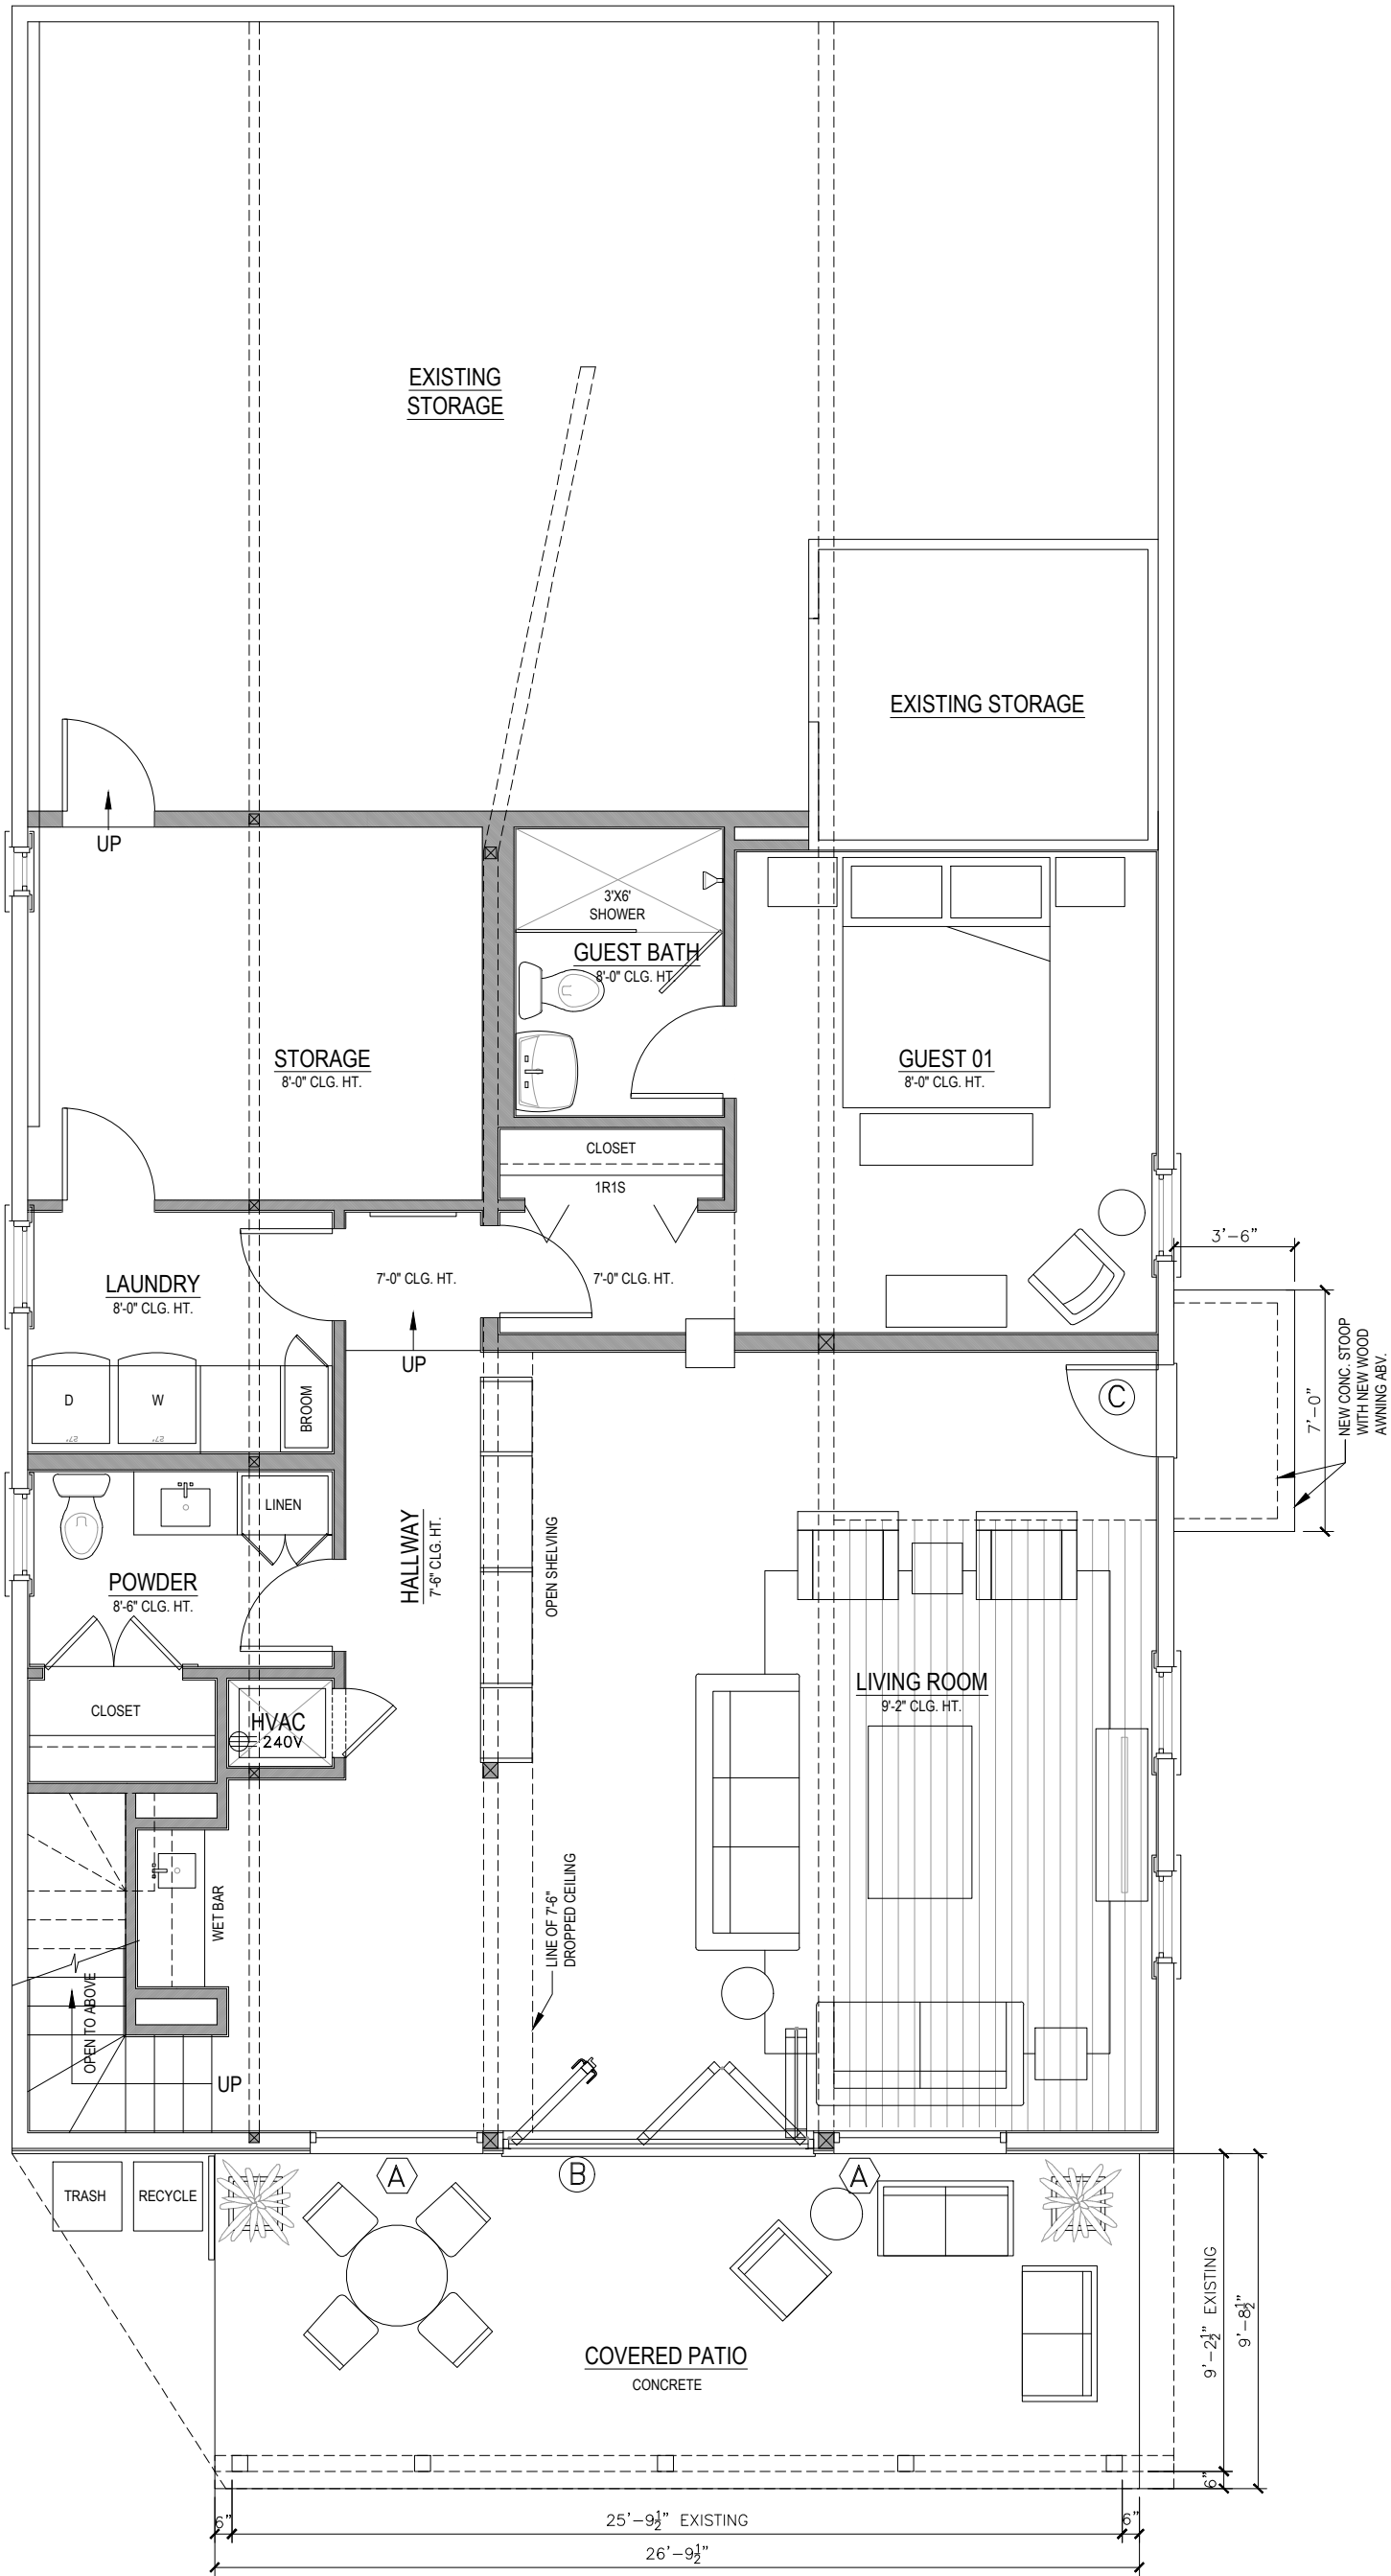 EXISTING
STORAGE
EXISTING STORAGE
UP
3'X6'
SHOWER
GUEST BATH
8'-0" CLG. HT.
STORAGE
8'-0" CLG. HT.
GUEST 01
8'-0" CLG. HT.
CLOSET
1R1S
LAUNDRY
8'-0" CLG. HT.
7'-0" CLG. HT.
7'-0" CLG. HT.
UP
3'-6"
7'-0"
NEW CONC. STOOP
WITH NEW WOOD
AWNING ABV.
D
W
27"
27"
BROOM
C
LINEN
POWDER
8'-6" CLG. HT.
HALLWAY
7'-6" CLG. HT.
OPEN SHELVING
LIVING ROOM
9'-2" CLG. HT.
CLOSET
HVAC
240V
WET BAR
LINE OF 7'-6"
DROPPED CEILING
OPEN TO ABOVE
UP
TRASH
RECYCLE
A
B
A
COVERED PATIO
CONCRETE
9'-2½" EXISTING
9'-8½"
6"
6"
25'-9½" EXISTING
6"
26'-9½"